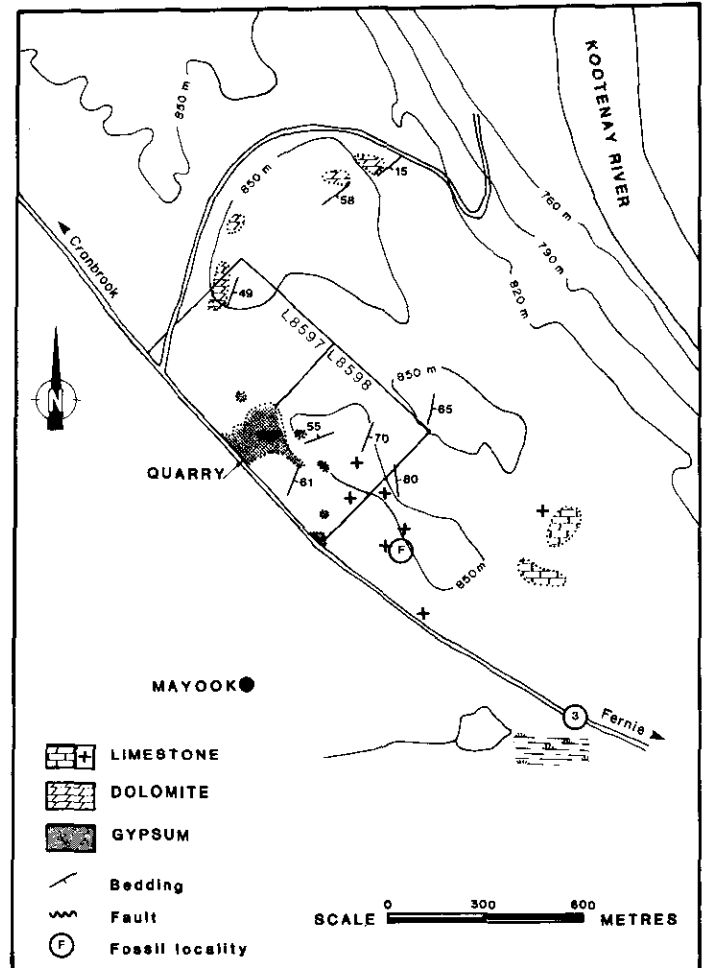 850 m
KOOTENAY RIVER
850 m
15
58
760 m
790 m
820 m
Cranbrook
49
L8597
L8598
N
850 m
65
55
70
QUARRY
61
80
F
850 m
MAYOOK
3
Fernie
LIMESTONE
DOLOMITE
GYPSUM
Bedding
Fault
F Fossil locality
0 300 600
SCALE METRES